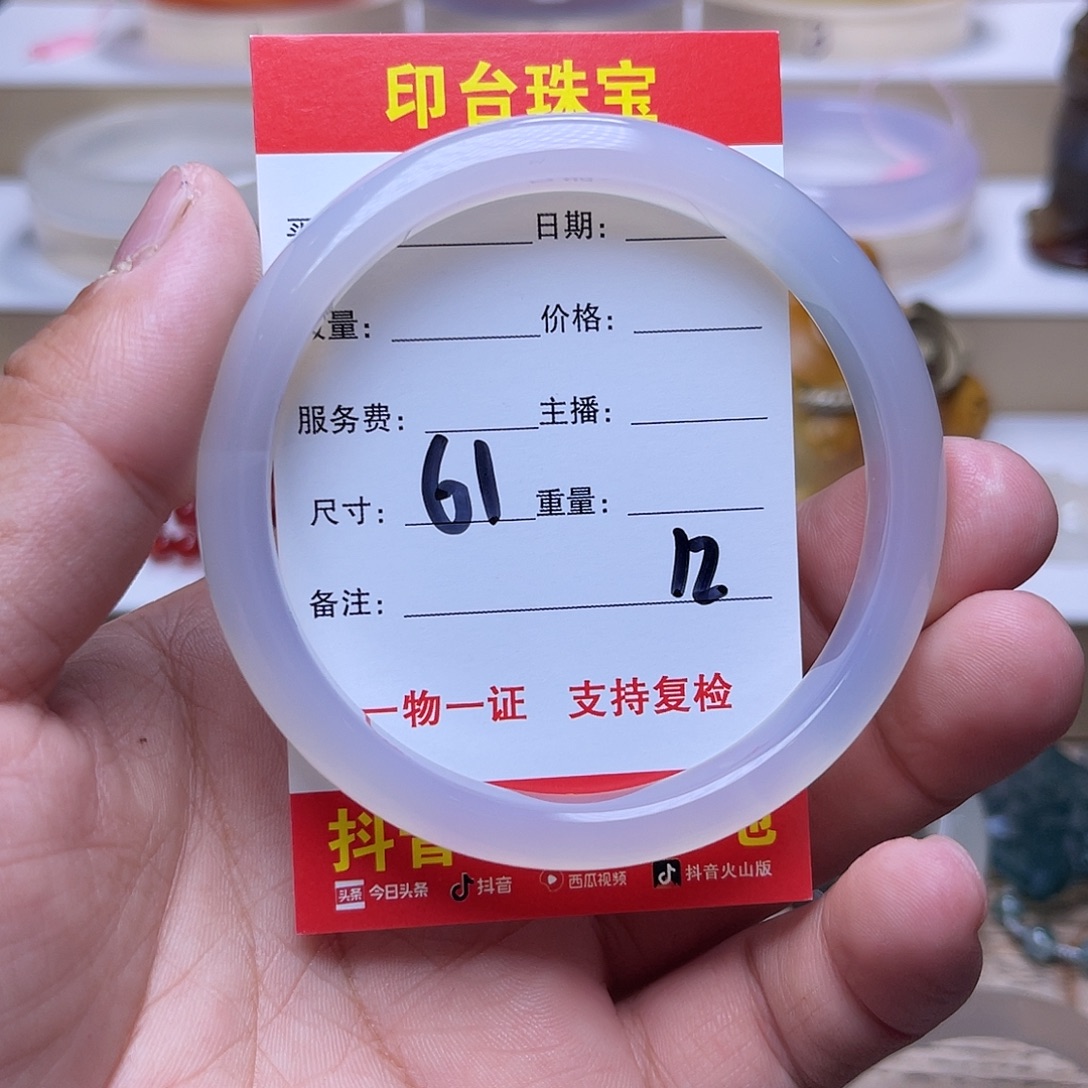 印台珠宝
日期：
量： 价格：
服务费： 主播：
尺寸： 61 重量：
12
备注：
一物一证 支持复检
抖音
今日头条 抖音 西瓜视频 抖音火山版